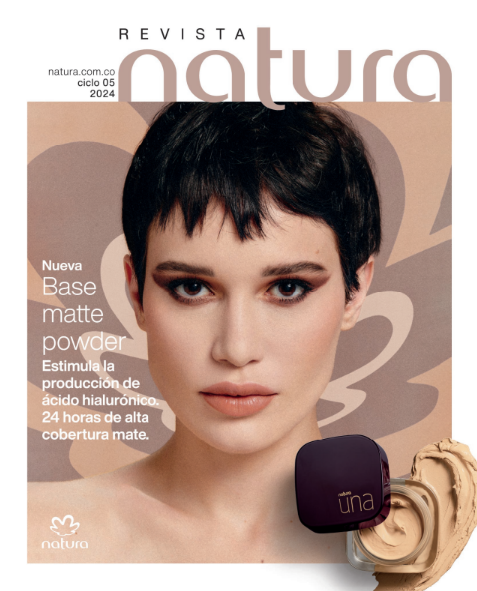 REVISTA
natura
natura.com.co
ciclo 05
2024
Nueva
Base
matte
powder
Estimula la
producción de
ácido hialurónico.
24 horas de alta
cobertura mate.
natura
una
natura